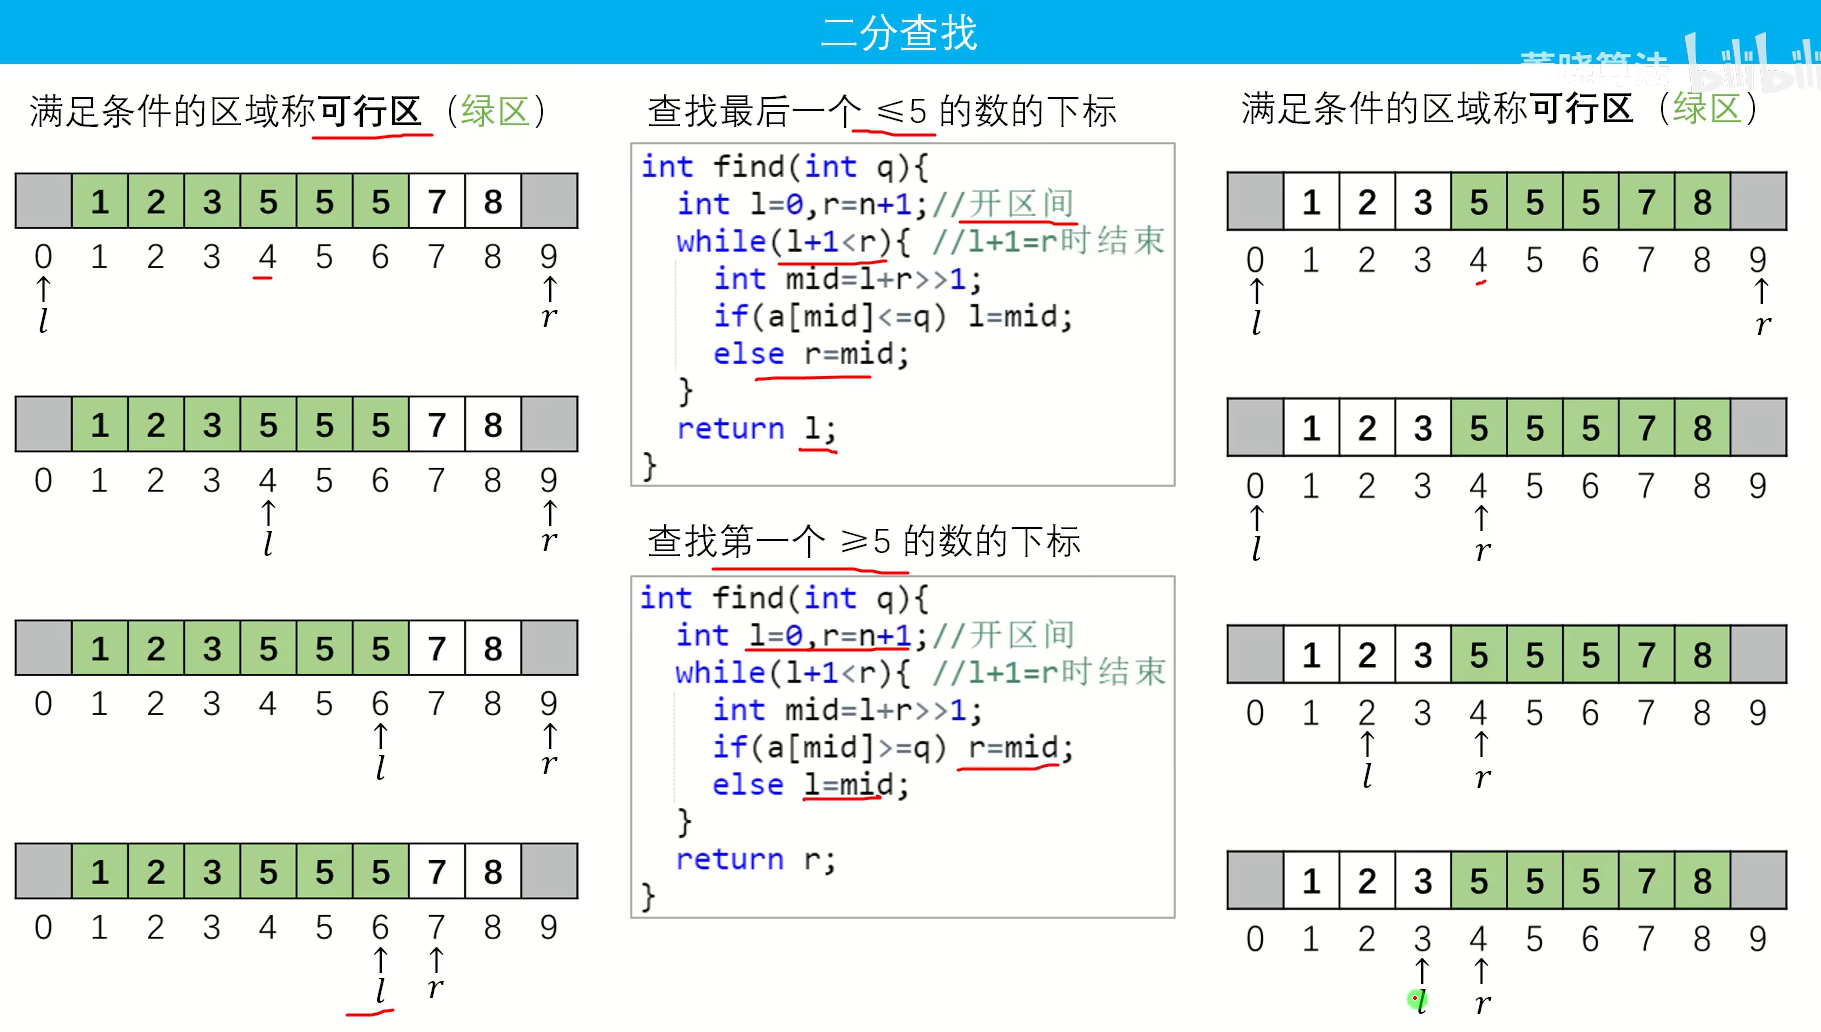 二分查找
董晓算法 bilibili
满足条件的区域称可行区（绿区）
1 2 3 5 5 5 7 8
0 1 2 3 4 5 6 7 8 9
l r
1 2 3 5 5 5 7 8
0 1 2 3 4 5 6 7 8 9
l r
1 2 3 5 5 5 7 8
0 1 2 3 4 5 6 7 8 9
l r
1 2 3 5 5 5 7 8
0 1 2 3 4 5 6 7 8 9
l r
查找最后一个 ≤5 的数的下标
int find(int q){
int l=0,r=n+1;//开区间
while(l+1<r){ //l+1=r时结束
int mid=l+r>>1;
if(a[mid]<=q) l=mid;
else r=mid;
}
return l;
}
查找第一个 ≥5 的数的下标
int find(int q){
int l=0,r=n+1;//开区间
while(l+1<r){ //l+1=r时结束
int mid=l+r>>1;
if(a[mid]>=q) r=mid;
else l=mid;
}
return r;
}
满足条件的区域称可行区（绿区）
1 2 3 5 5 5 7 8
0 1 2 3 4 5 6 7 8 9
l r
1 2 3 5 5 5 7 8
0 1 2 3 4 5 6 7 8 9
l r
1 2 3 5 5 5 7 8
0 1 2 3 4 5 6 7 8 9
l r
1 2 3 5 5 5 7 8
0 1 2 3 4 5 6 7 8 9
l r